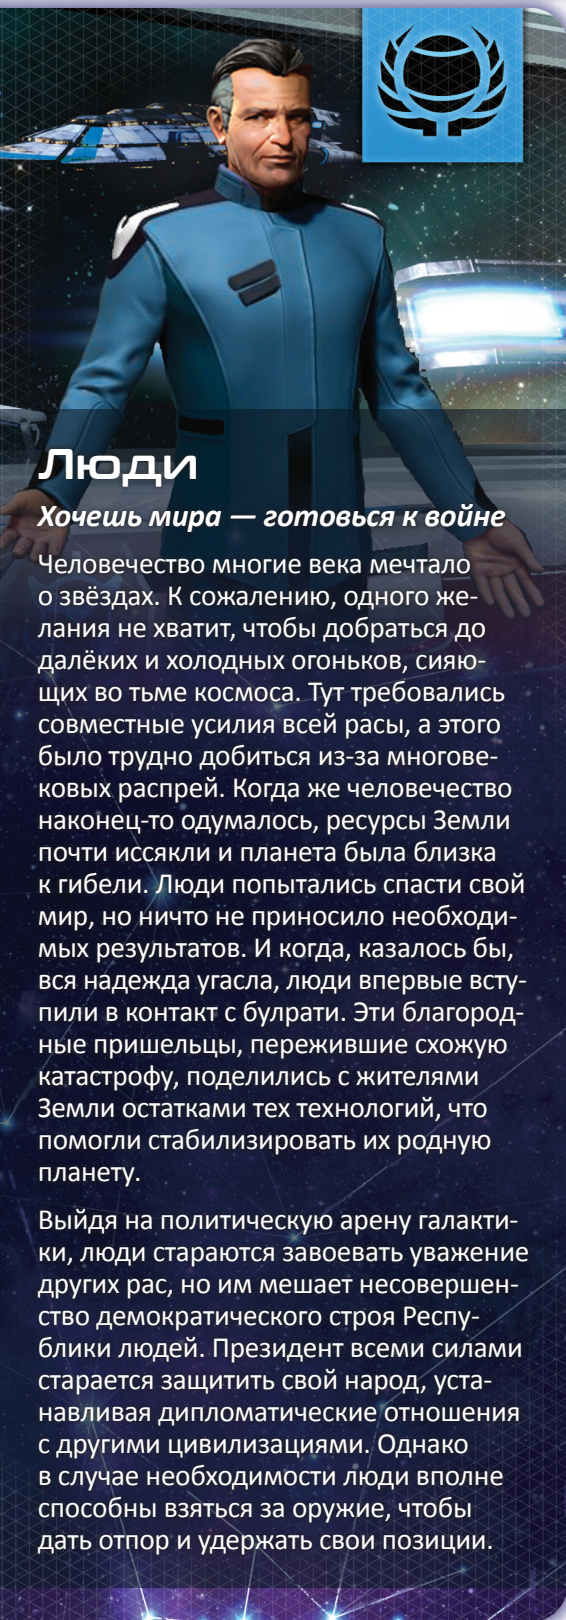 Люди
Хочешь мира — готовься к войне
Человечество многие века мечтало
о звёздах. К сожалению, одного же-
лания не хватит, чтобы добраться до
далёких и холодных огоньков, сияю-
щих во тьме космоса. Тут требовались
совместные усилия всей расы, а этого
было трудно добиться из-за многове-
ковых распрей. Когда же человечество
наконец-то одумалось, ресурсы Земли
почти иссякли и планета была близка
к гибели. Люди попытались спасти свой
мир, но ничто не приносило необходи-
мых результатов. И когда, казалось бы,
вся надежда угасла, люди впервые всту-
пили в контакт с булрати. Эти благород-
ные пришельцы, пережившие схожую
катастрофу, поделились с жителями
Земли остатками тех технологий, что
помогли стабилизировать их родную
планету.
Выйдя на политическую арену галакти-
ки, люди стараются завоевать уважение
других рас, но им мешает несовершен-
ство демократического строя Респу-
блики людей. Президент всеми силами
старается защитить свой народ, уста-
навливая дипломатические отношения
с другими цивилизациями. Однако
в случае необходимости люди вполне
способны взяться за оружие, чтобы
дать отпор и удержать свои позиции.